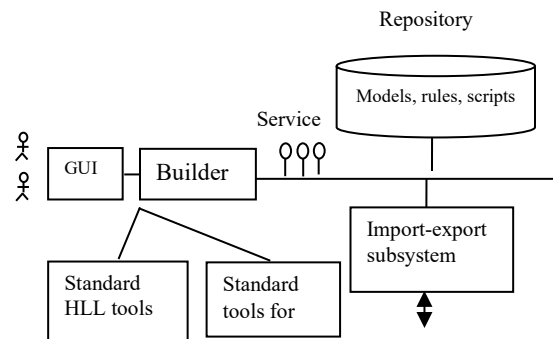 Repository
Models, rules, scripts
Service
GUI
Builder
Import-export
subsystem
Standard
HLL tools
Standard
tools for